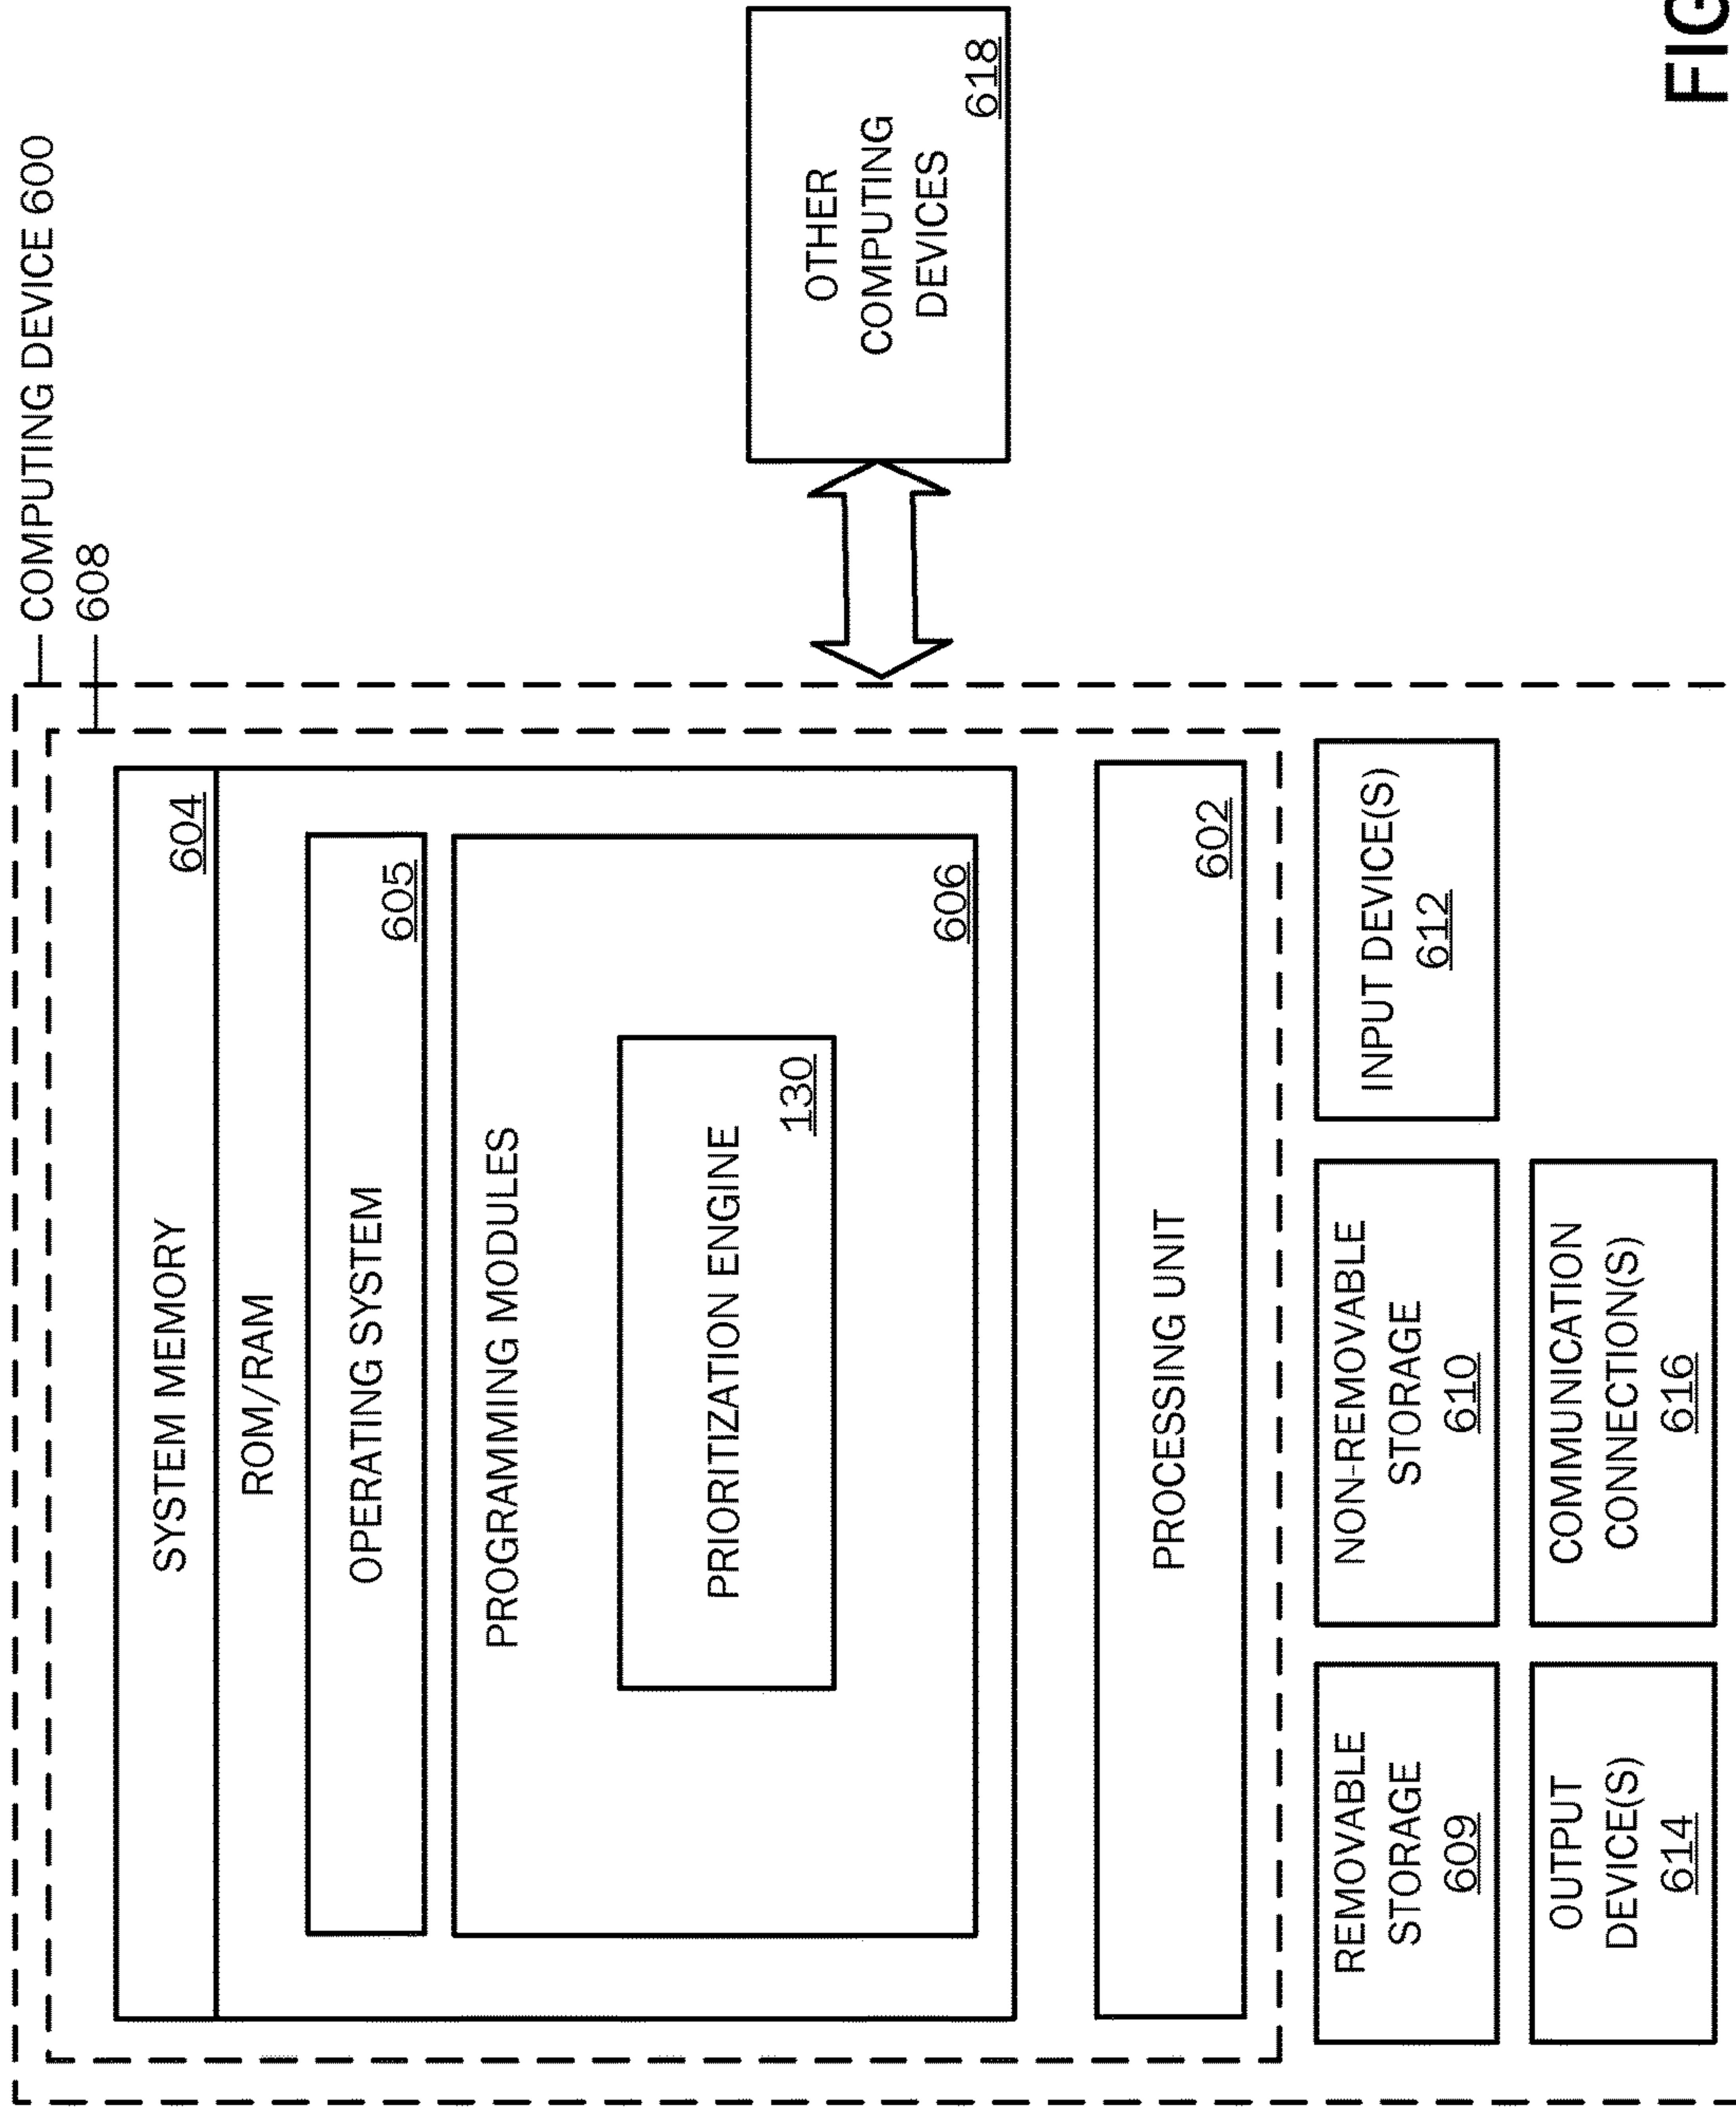 COMPUTING DEVICE 600
608
SYSTEM MEMORY
604
ROM/RAM
OPERATING SYSTEM
605
PROGRAMMING MODULES
PRIORITIZATION ENGINE
130
606
PROCESSING UNIT
602
REMOVABLE
STORAGE
609
NON-REMOVABLE
STORAGE
610
INPUT DEVICE(S)
612
OUTPUT
DEVICE(S)
614
COMMUNICATION
CONNECTION(S)
616
OTHER
COMPUTING
DEVICES
618
FIG